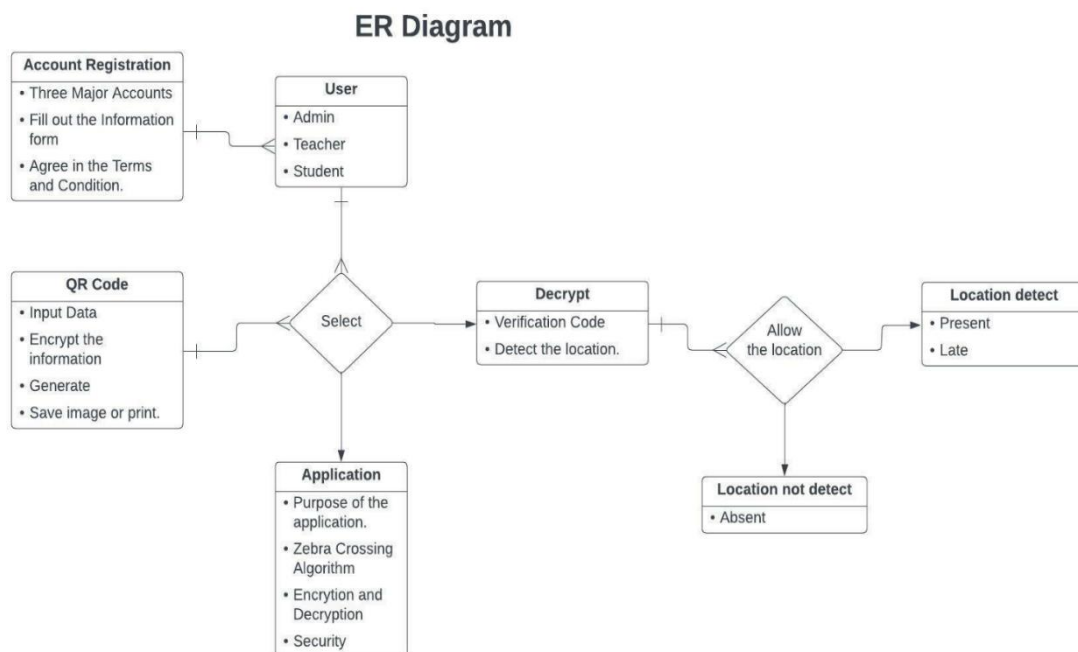 ER Diagram
Account Registration
• Three Major Accounts
• Fill out the Information
form
• Agree in the Terms
and Condition.
User
• Admin
• Teacher
• Student
QR Code
• Input Data
• Encrypt the
information
• Generate
• Save image or print.
Select
Decrypt
• Verification Code
• Detect the location.
Allow
the location
Location detect
• Present
• Late
Location not detect
• Absent
Application
• Purpose of the
application.
• Zebra Crossing
Algorithm
• Encrytion and
Decryption
• Security